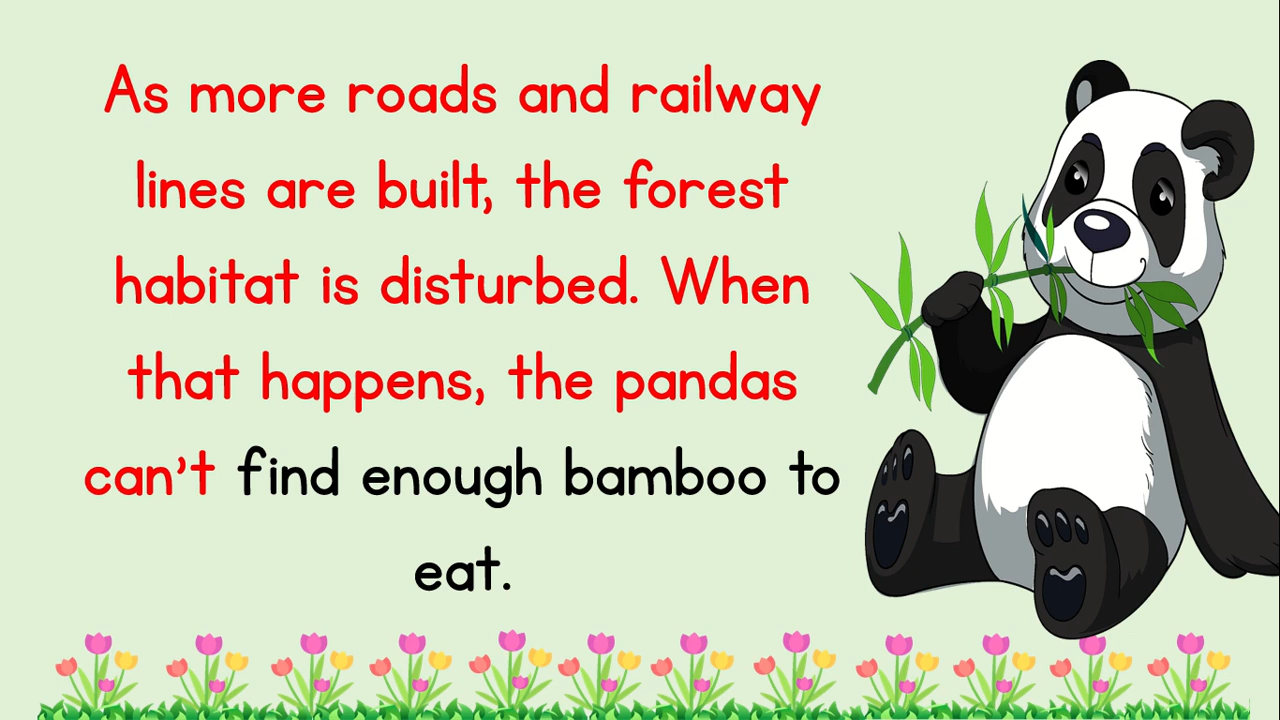 As more roads and railway
lines are built, the forest
habitat is disturbed. When
that happens, the pandas
can't find enough bamboo to
eat.